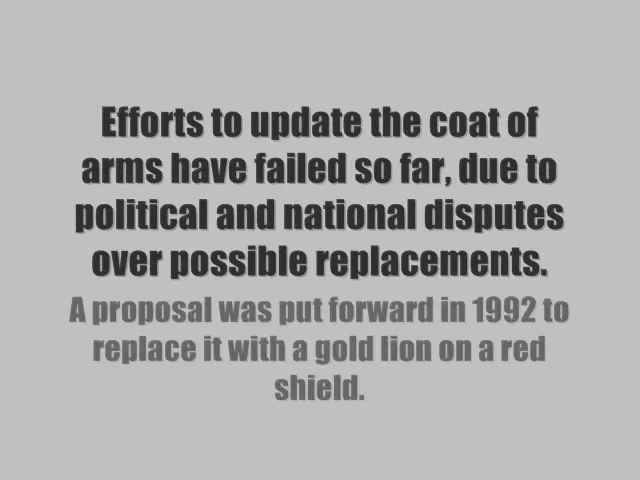 Efforts to update the coat of
arms have failed so far, due to
political and national disputes
over possible replacements.
A proposal was put forward in 1992 to
replace it with a gold lion on a red
shield.